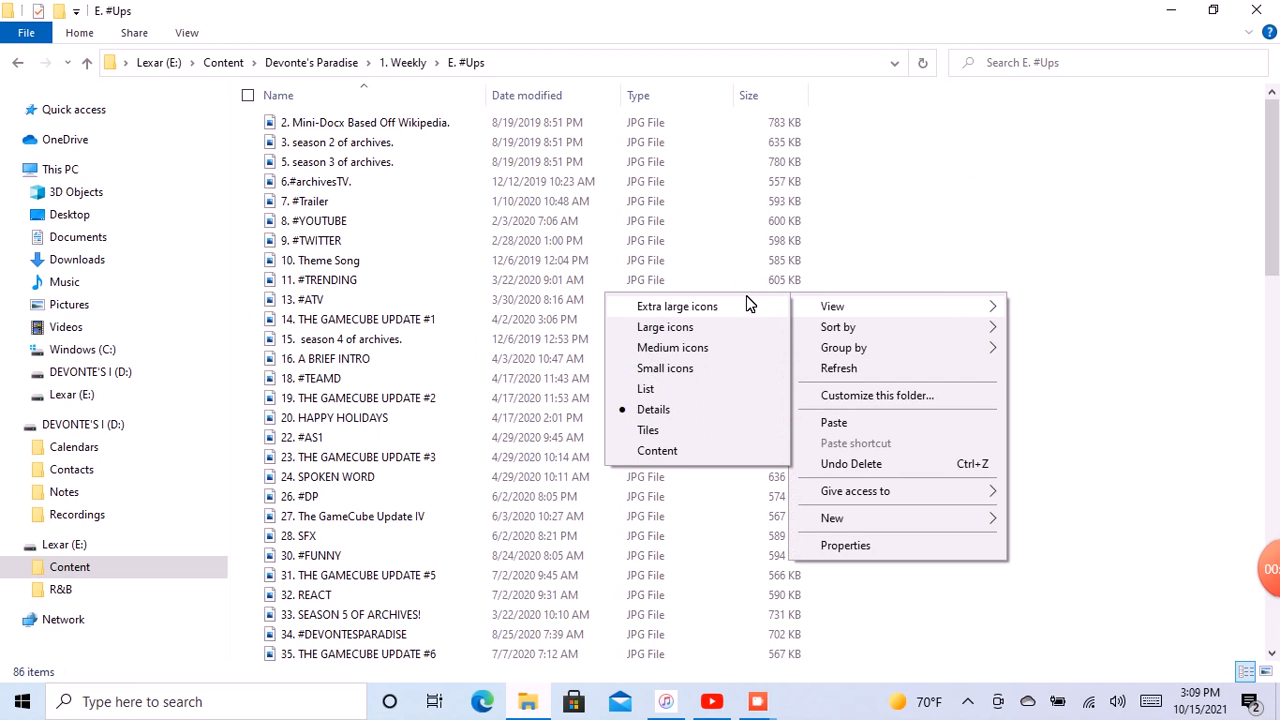 E. #Ups
File Home Share View
Lexar (E:) Content Devonte's Paradise 1. Weekly E. #Ups
Search E. #Ups
Name Date modified Type Size
Quick access
OneDrive
This PC
3D Objects
Desktop
Documents
Downloads
Music
Pictures
Videos
Windows (C:)
DEVONTE'S I (D:)
Lexar (E:)
DEVONTE'S I (D:)
Calendars
Contacts
Notes
Recordings
Lexar (E:)
Content
R&B
Network
2. Mini-Docx Based Off Wikipedia. 8/19/2019 8:51 PM JPG File 783 KB
3. season 2 of archives. 8/19/2019 8:51 PM JPG File 635 KB
5. season 3 of archives. 8/19/2019 8:51 PM JPG File 780 KB
6.#archivesTV. 12/12/2019 10:23 AM JPG File 557 KB
7. #Trailer 1/10/2020 10:48 AM JPG File 593 KB
8. #YOUTUBE 2/3/2020 7:06 AM JPG File 600 KB
9. #TWITTER 2/28/2020 1:00 PM JPG File 598 KB
10. Theme Song 12/6/2019 12:04 PM JPG File 585 KB
11. #TRENDING 3/22/2020 9:01 AM JPG File 605 KB
13. #ATV 3/30/2020 8:16 AM
14. THE GAMECUBE UPDATE #1 4/2/2020 3:06 PM
15. season 4 of archives. 12/6/2019 12:53 PM
16. A BRIEF INTRO 4/3/2020 10:47 AM
18. #TEAMD 4/17/2020 11:43 AM
19. THE GAMECUBE UPDATE #2 4/17/2020 11:53 AM
20. HAPPY HOLIDAYS 4/17/2020 2:01 PM
22. #AS1 4/29/2020 9:45 AM
23. THE GAMECUBE UPDATE #3 4/29/2020 10:14 AM
24. SPOKEN WORD 4/29/2020 10:11 AM JPG File 636
26. #DP 6/2/2020 8:05 PM JPG File 574
27. The GameCube Update IV 6/3/2020 10:27 AM JPG File 567
28. SFX 6/2/2020 8:21 PM JPG File 589
30. #FUNNY 8/24/2020 8:05 AM JPG File 594
31. THE GAMECUBE UPDATE #5 7/2/2020 9:45 AM JPG File 566 KB
32. REACT 7/2/2020 9:31 AM JPG File 590 KB
33. SEASON 5 OF ARCHIVES! 3/22/2020 10:10 AM JPG File 731 KB
34. #DEVONTESPARADISE 8/25/2020 7:39 AM JPG File 702 KB
35. THE GAMECUBE UPDATE #6 7/7/2020 7:12 AM JPG File 567 KB
Extra large icons
Large icons
Medium icons
Small icons
List
Details
Tiles
Content
View
Sort by
Group by
Refresh
Customize this folder...
Paste
Paste shortcut
Undo Delete Ctrl+Z
Give access to
New
Properties
00:
86 items
Type here to search
70°F
3:09 PM
10/15/2021
2